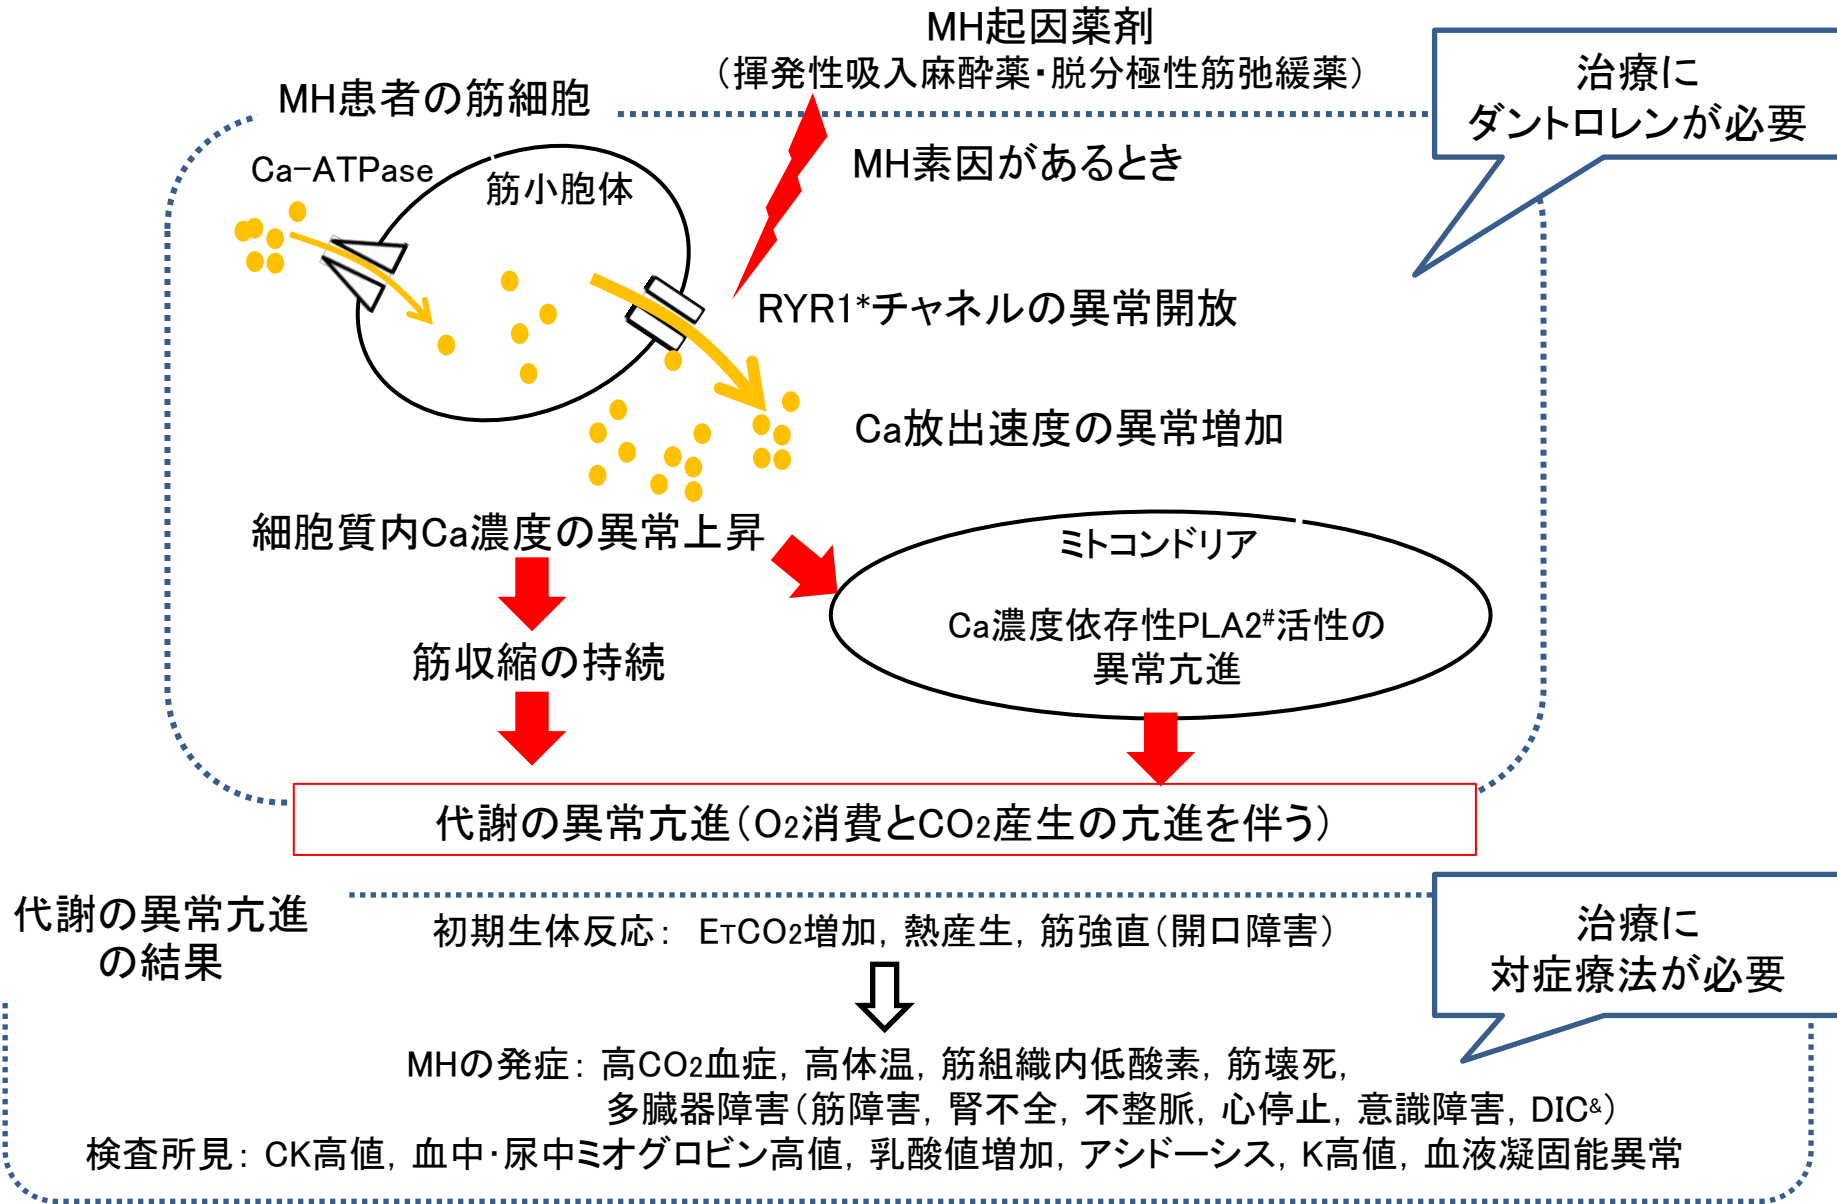 MH起因薬剤
（揮発性吸入麻酔薬・脱分極性筋弛緩薬）
治療に
ダントロレンが必要
MH患者の筋細胞
Ca-ATPase
筋小胞体
MH素因があるとき
RYR1*チャネルの異常開放
Ca放出速度の異常増加
細胞質内Ca濃度の異常上昇
ミトコンドリア
Ca濃度依存性PLA2#活性の
異常亢進
筋収縮の持続
代謝の異常亢進（O2消費とCO2産生の亢進を伴う）
代謝の異常亢進
の結果
治療に
対症療法が必要
初期生体反応： ETCO2増加, 熱産生, 筋強直（開口障害）
MHの発症：高CO2血症, 高体温, 筋組織内低酸素, 筋壊死,
多臓器障害（筋障害, 腎不全, 不整脈, 心停止, 意識障害, DIC&）
検査所見：CK高値, 血中・尿中ミオグロビン高値, 乳酸値増加, アシドーシス, K高値, 血液凝固能異常